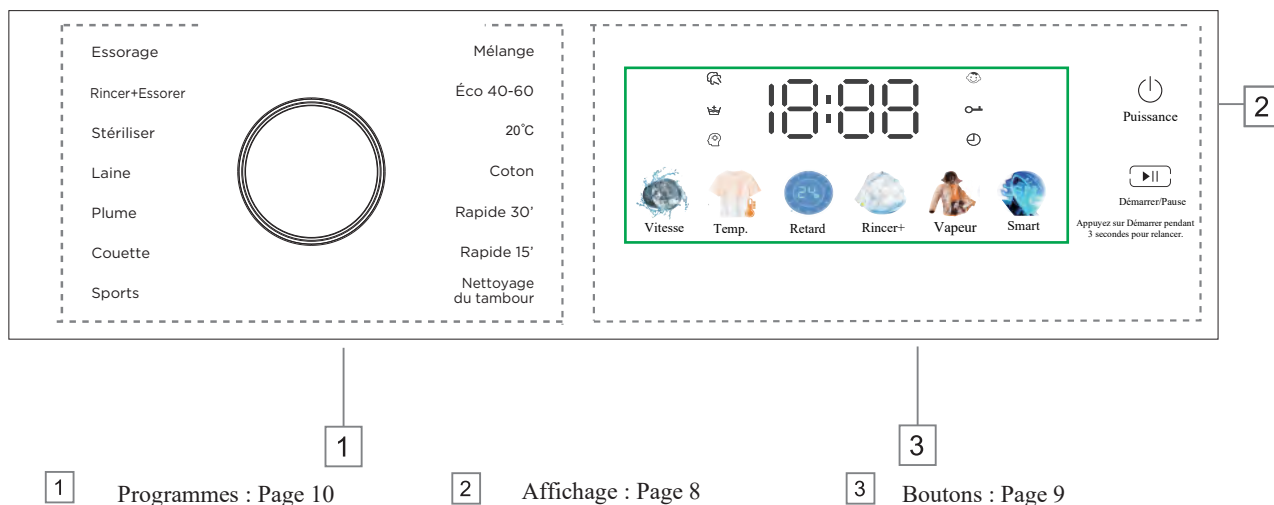 Essorage
Rincer+Essorer
Stériliser
Laine
Plume
Couette
Sports
Mélange
Éco 40-60
20°C
Coton
Rapide 30’
Rapide 15’
Nettoyage
du tambour
18:88
24
Vitesse Temp. Retard Rincer+ Vapeur Smart
Puissance
Démarrer/Pause
Appuyez sur Démarrer pendant
3 secondes pour relancer.
2
1
3
1 Programmes : Page 10
2 Affichage : Page 8
3 Boutons : Page 9